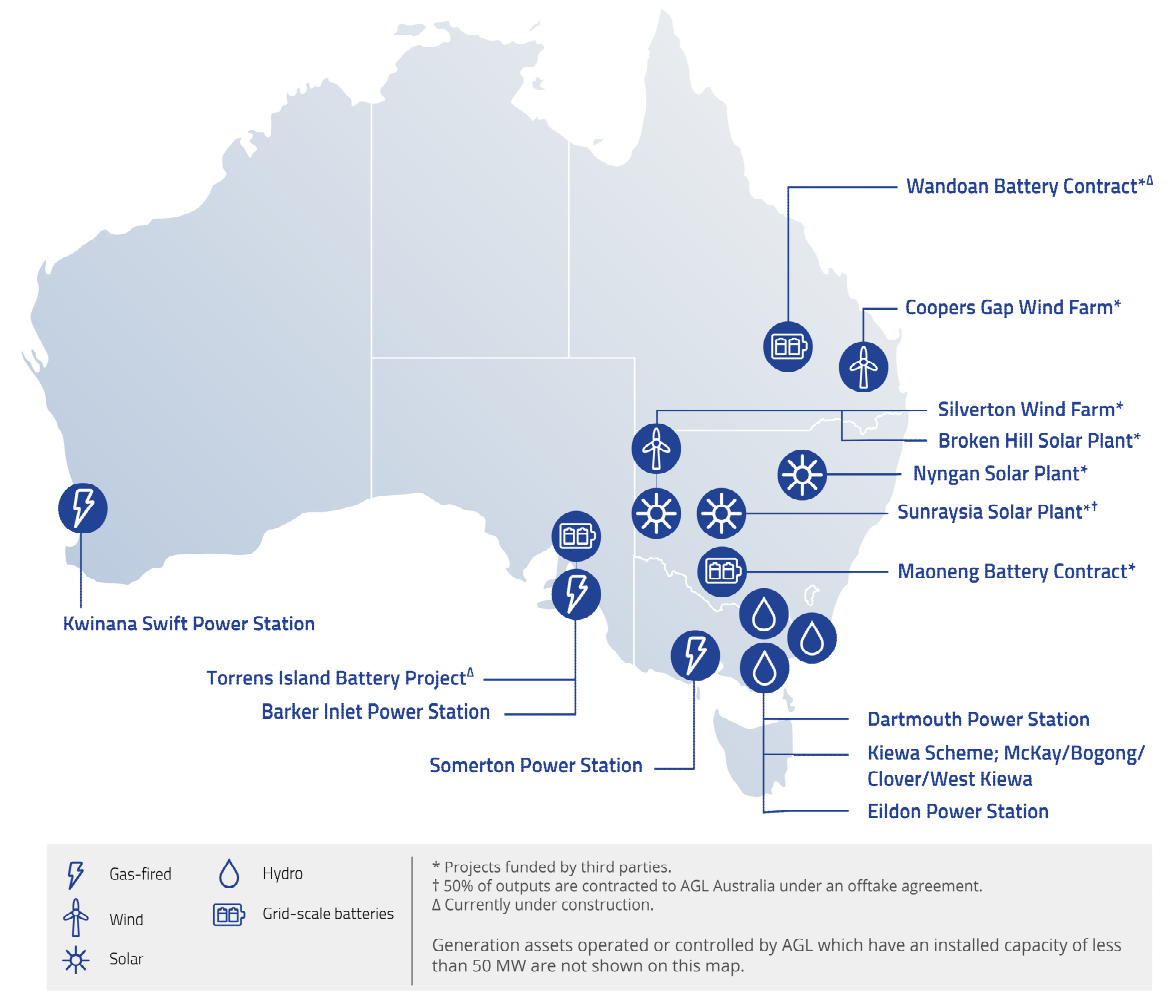 Wandoan Battery Contract*Δ
Coopers Gap Wind Farm*
Silverton Wind Farm*
Broken Hill Solar Plant*
Nyngan Solar Plant*
Sunraysia Solar Plant*†
Maoneng Battery Contract*
Kwinana Swift Power Station
Torrens Island Battery ProjectΔ
Barker Inlet Power Station
Somerton Power Station
Dartmouth Power Station
Kiewa Scheme; McKay/Bogong/
Clover/West Kiewa
Eildon Power Station
Gas-fired
Wind
Solar
Hydro
Grid-scale batteries
* Projects funded by third parties.
† 50% of outputs are contracted to AGL Australia under an offtake agreement.
Δ Currently under construction.
Generation assets operated or controlled by AGL which have an installed capacity of less
than 50 MW are not shown on this map.